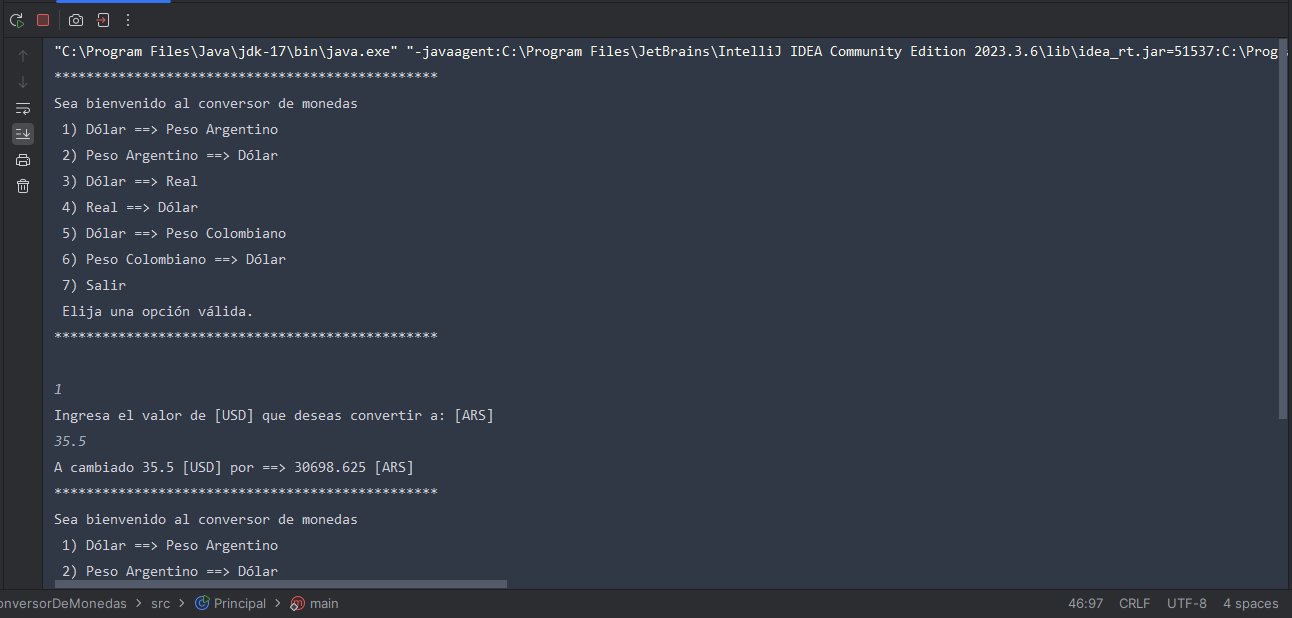 "C:\Program Files\Java\jdk-17\bin\java.exe" "-javaagent:C:\Program Files\JetBrains\IntelliJ IDEA Community Edition 2023.3.6\lib\idea_rt.jar=51537:C:\Prog
************************************************
Sea bienvenido al conversor de monedas
1) Dólar ==> Peso Argentino
2) Peso Argentino ==> Dólar
3) Dólar ==> Real
4) Real ==> Dólar
5) Dólar ==> Peso Colombiano
6) Peso Colombiano ==> Dólar
7) Salir
Elija una opción válida.
************************************************
1
Ingresa el valor de [USD] que deseas convertir a: [ARS]
35.5
A cambiado 35.5 [USD] por ==> 30698.625 [ARS]
************************************************
Sea bienvenido al conversor de monedas
1) Dólar ==> Peso Argentino
2) Peso Argentino ==> Dólar
onversorDeMonedas > src > Principal > main 46:97 CRLF UTF-8 4 spaces